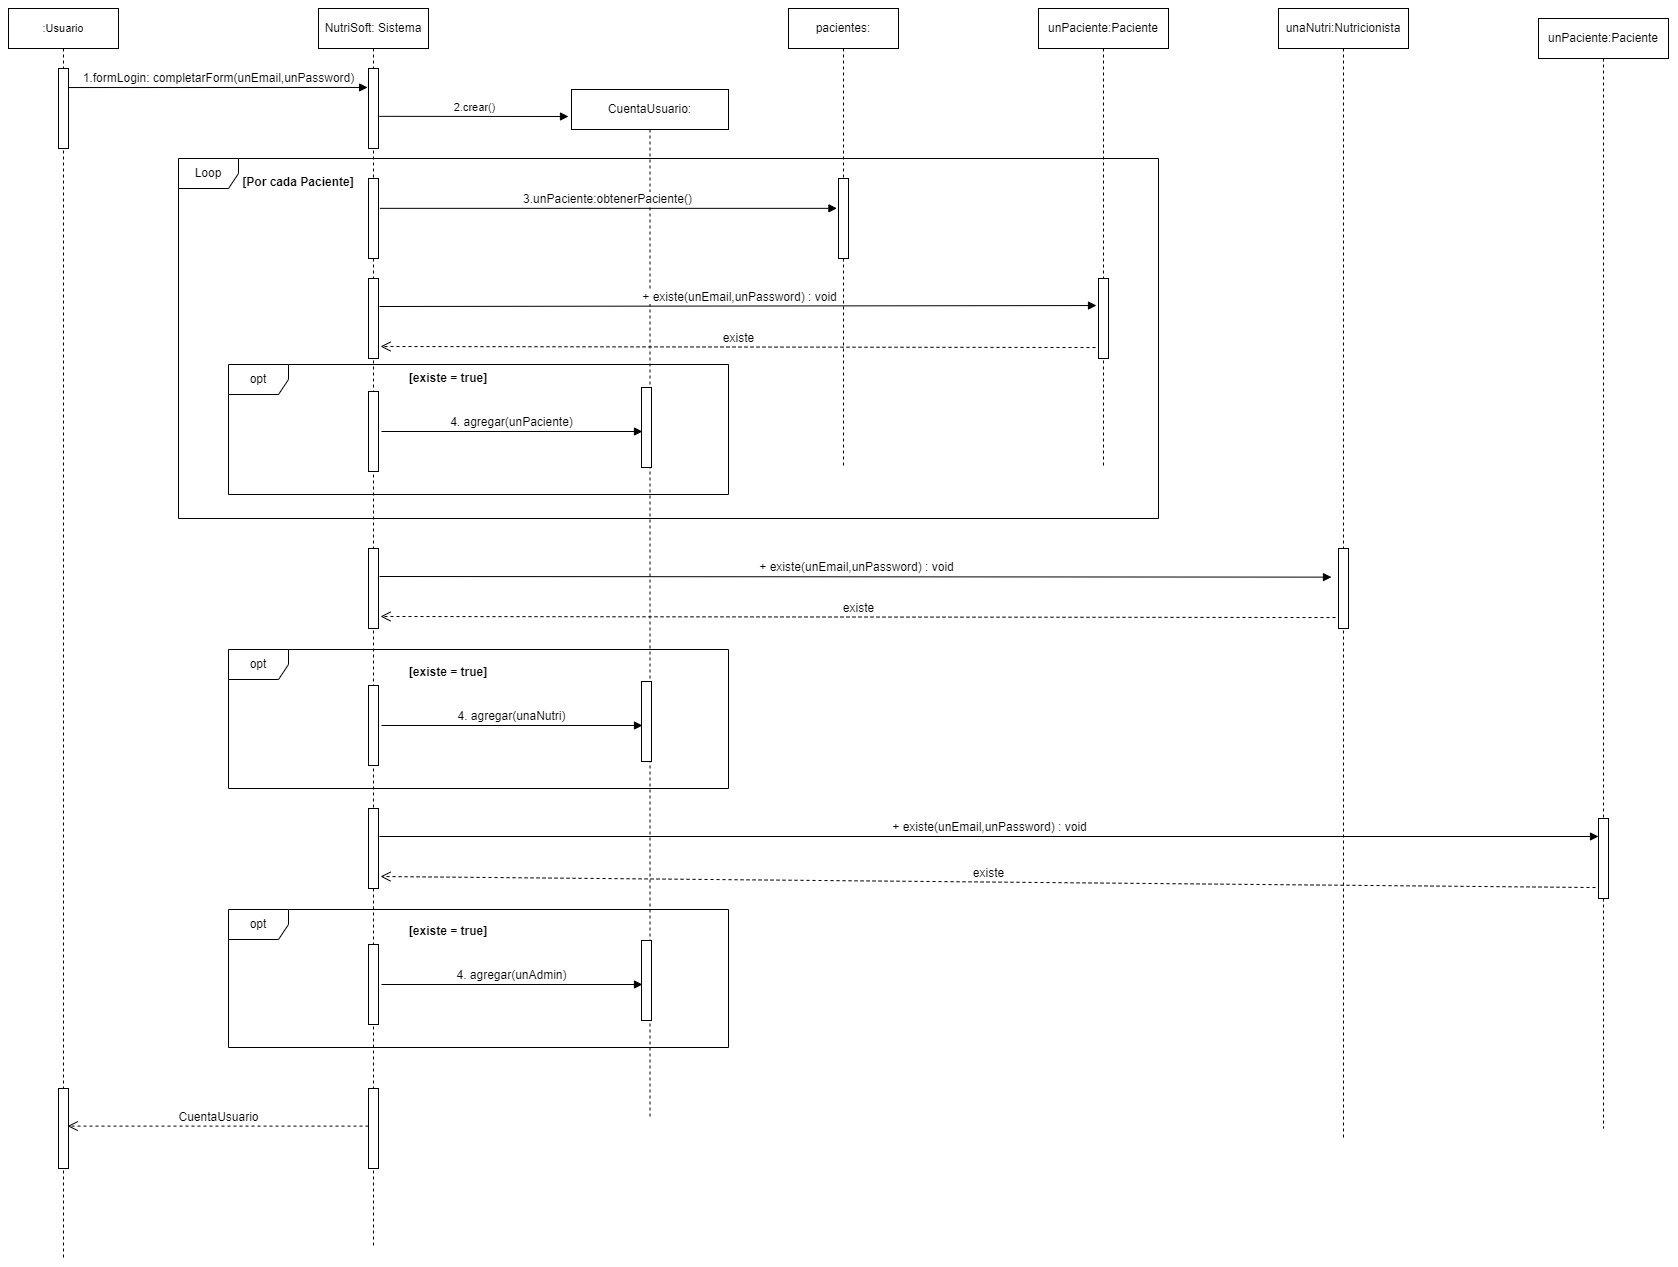 :Usuario
NutriSoft: Sistema
pacientes:
unPaciente:Paciente
unaNutri:Nutricionista
unPaciente:Paciente
1.formLogin: completarForm(unEmail,unPassword)
2.crear()
CuentaUsuario:
Loop
[Por cada Paciente]
3.unPaciente:obtenerPaciente()
+ existe(unEmail,unPassword) : void
existe
opt
[existe = true]
4. agregar(unPaciente)
+ existe(unEmail,unPassword) : void
existe
opt
[existe = true]
4. agregar(unaNutri)
+ existe(unEmail,unPassword) : void
existe
opt
[existe = true]
4. agregar(unAdmin)
CuentaUsuario